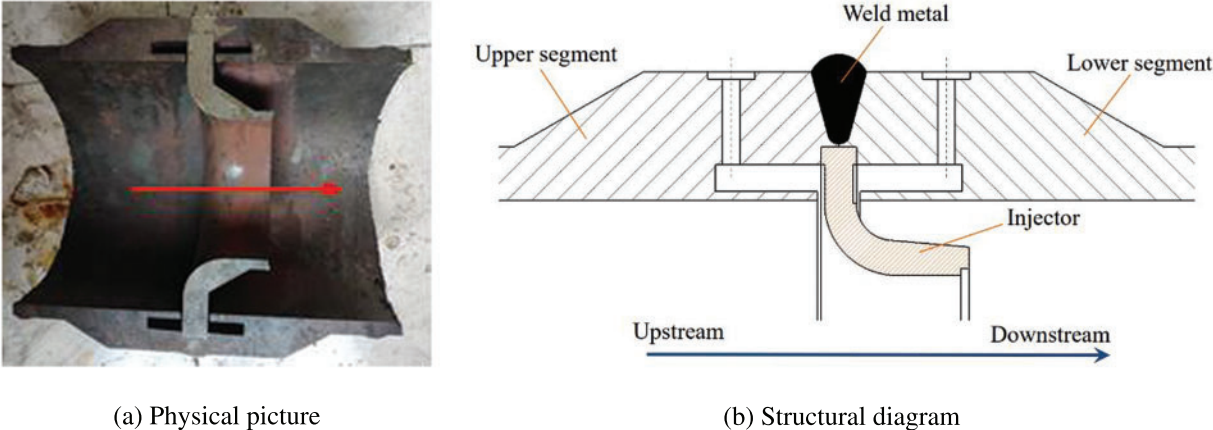 Weld metal
Upper segment
Lower segment
Injector
Upstream
Downstream
(a) Physical picture
(b) Structural diagram